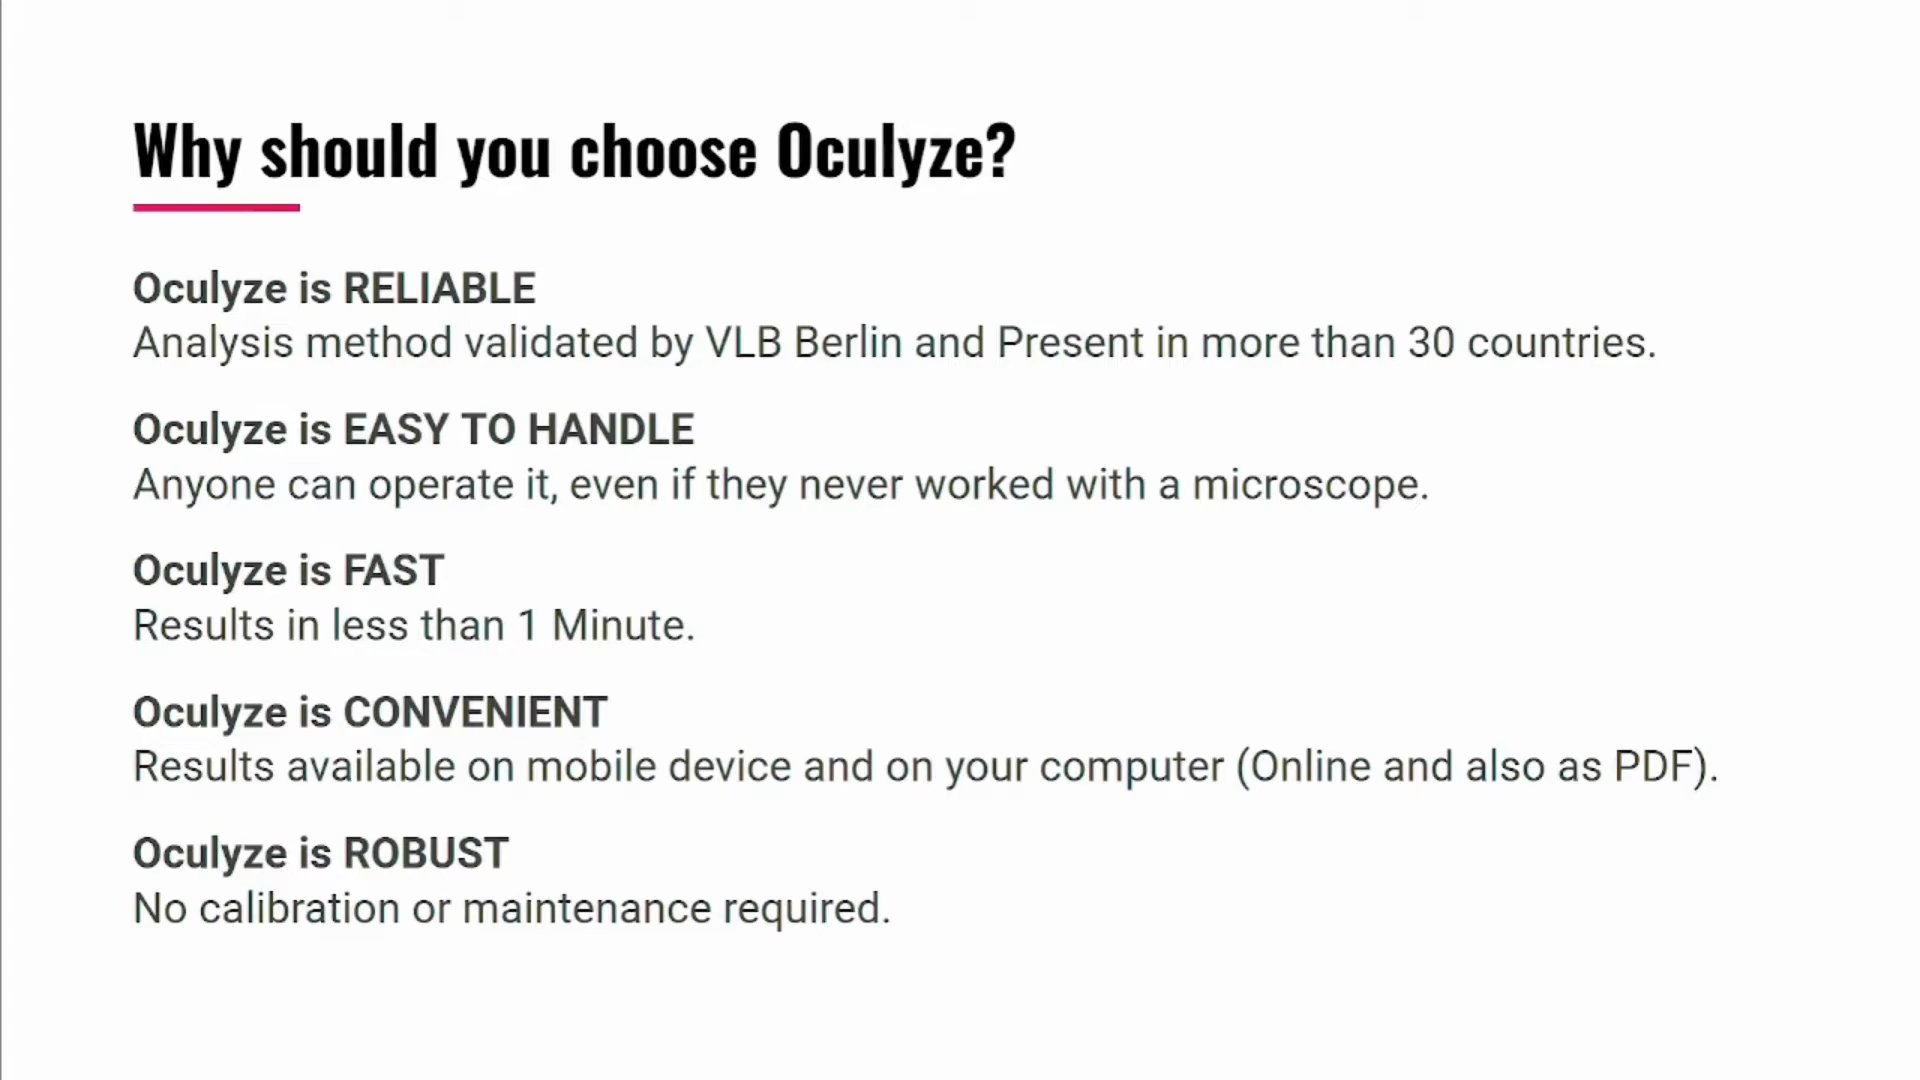 Why should you choose Oculyze?
Oculyze is RELIABLE
Analysis method validated by VLB Berlin and Present in more than 30 countries.
Oculyze is EASY TO HANDLE
Anyone can operate it, even if they never worked with a microscope.
Oculyze is FAST
Results in less than 1 Minute.
Oculyze is CONVENIENT
Results available on mobile device and on your computer (Online and also as PDF).
Oculyze is ROBUST
No calibration or maintenance required.